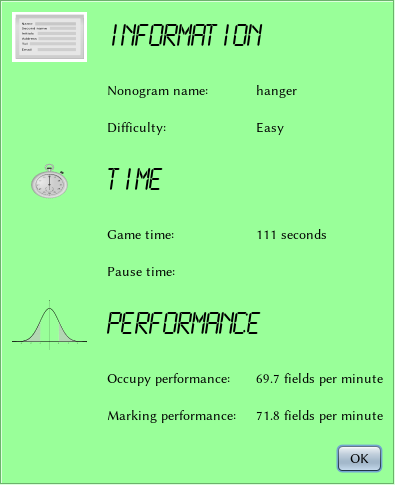 INFORMATION
Nonogram name: hanger
Difficulty: Easy
TIME
Game time: 111 seconds
Pause time:
PERFORMANCE
Occupy performance: 69.7 fields per minute
Marking performance: 71.8 fields per minute
OK